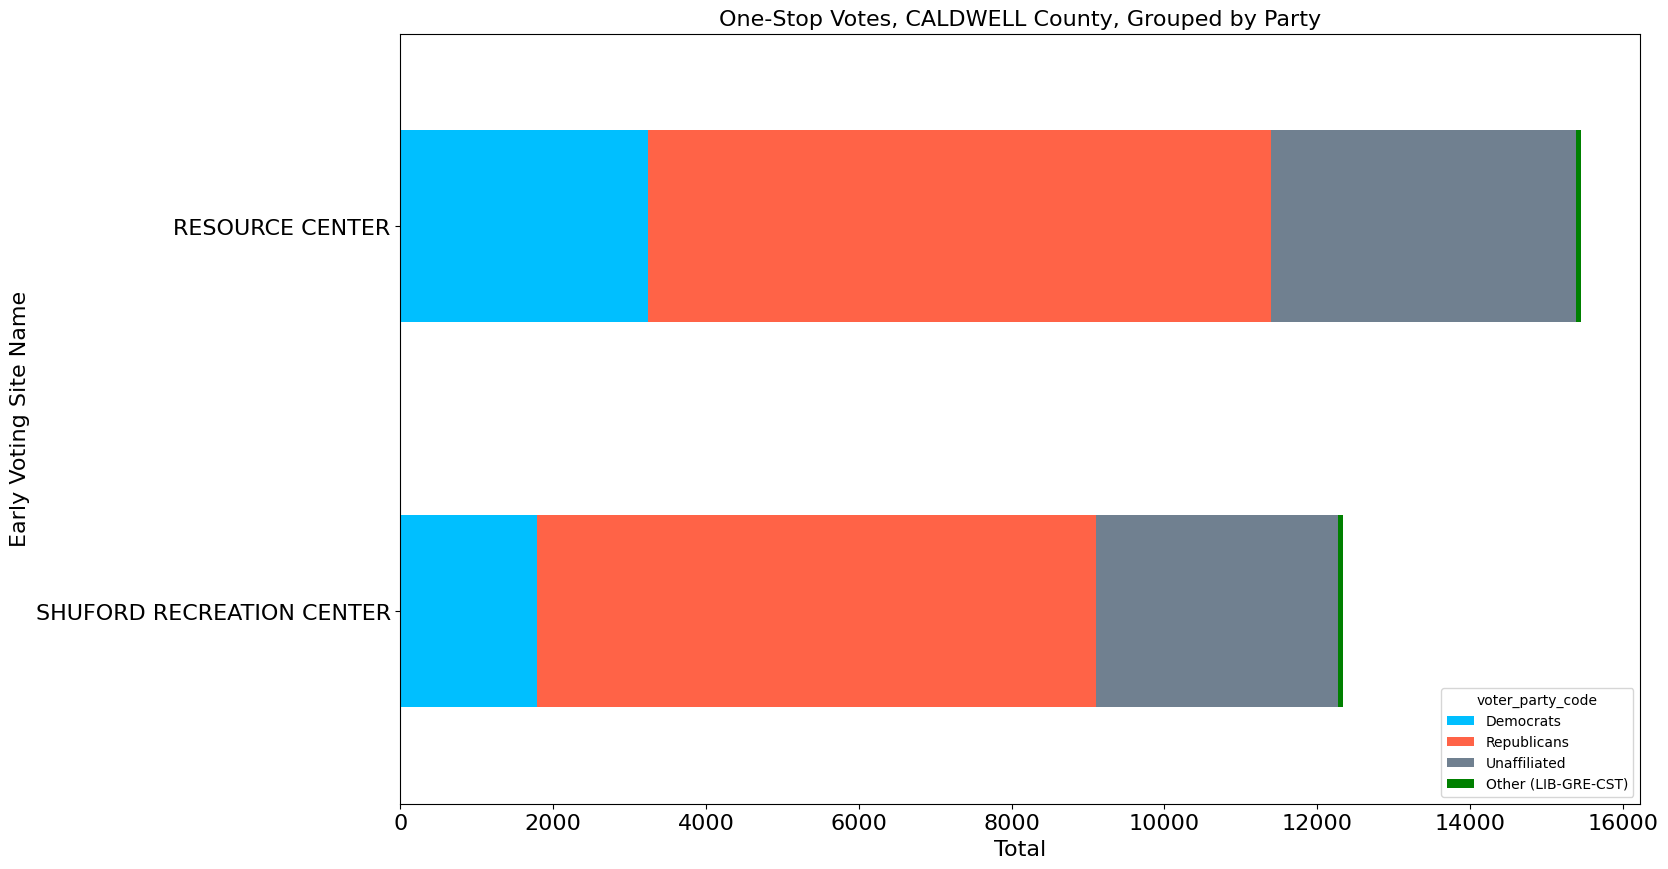 One-Stop Votes, CALDWELL County, Grouped by Party
Early Voting Site Name
RESOURCE CENTER
SHUFORD RECREATION CENTER
voter_party_code
Democrats
Republicans
Unaffiliated
Other (LIB-GRE-CST)
0 2000 4000 6000 8000 10000 12000 14000 16000
Total